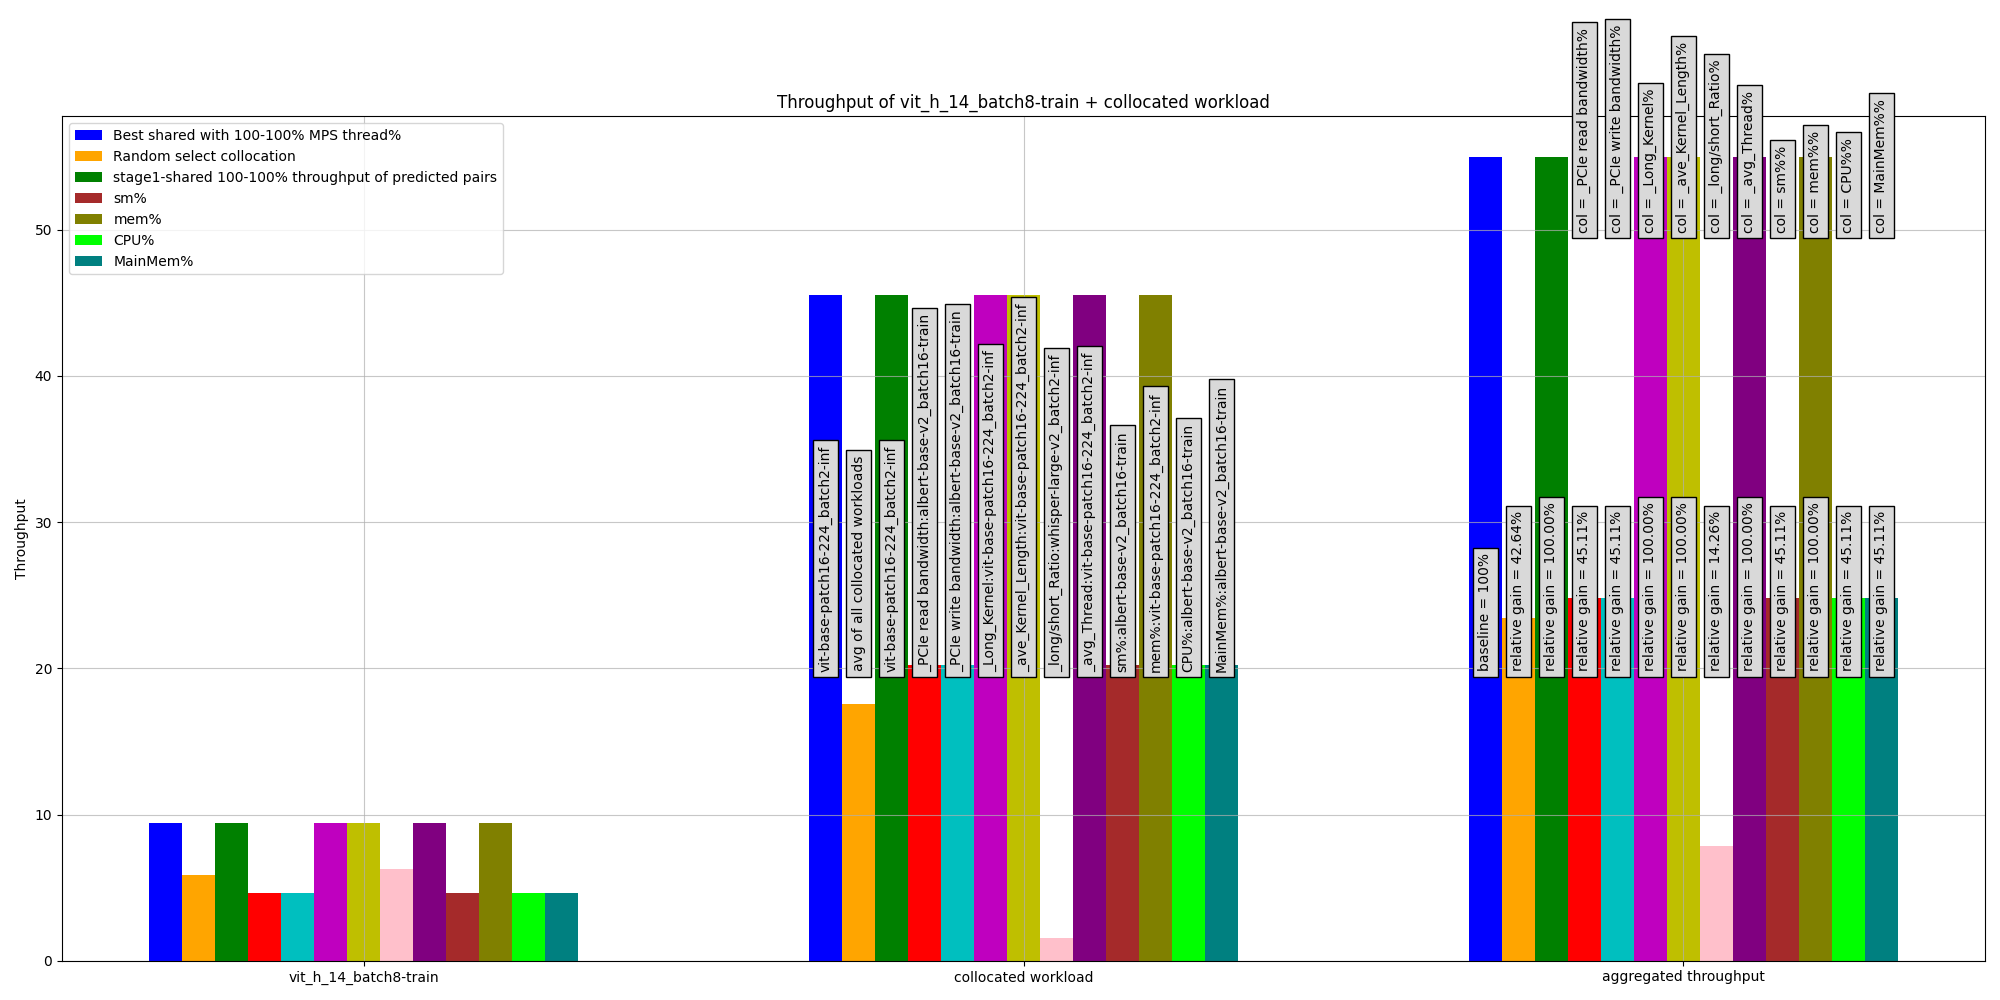 Throughput of vit_h_14_batch8-train + collocated workload
Best shared with 100-100% MPS thread%
Random select collocation
stage1-shared 100-100% throughput of predicted pairs
sm%
mem%
CPU%
MainMem%
Throughput
0
10
20
30
40
50
vit_h_14_batch8-train
collocated workload
aggregated throughput
vit-base-patch16-224_batch2-inf
avg of all collocated workloads
vit-base-patch16-224_batch2-inf
_PCIe read bandwidth:albert-base-v2_batch16-train
_PCIe write bandwidth:albert-base-v2_batch16-train
_Long_Kernel:vit-base-patch16-224_batch2-inf
_ave_Kernel_Length:vit-base-patch16-224_batch2-inf
_long/short_Ratio:whisper-large-v2_batch2-inf
_avg_Thread:vit-base-patch16-224_batch2-inf
sm%:albert-base-v2_batch16-train
mem%:vit-base-patch16-224_batch2-inf
CPU%:albert-base-v2_batch16-train
MainMem%:albert-base-v2_batch16-train
baseline = 100%
relative gain = 42.64%
relative gain = 100.00%
relative gain = 45.11%
relative gain = 45.11%
relative gain = 100.00%
relative gain = 100.00%
relative gain = 14.26%
relative gain = 100.00%
relative gain = 45.11%
relative gain = 100.00%
relative gain = 45.11%
relative gain = 45.11%
col = _PCIe read bandwidth%
col = _PCIe write bandwidth%
col = _Long_Kernel%
col = _ave_Kernel_Length%
col = _long/short_Ratio%
col = _avg_Thread%
col = sm%%
col = mem%%
col = CPU%%
col = MainMem%%